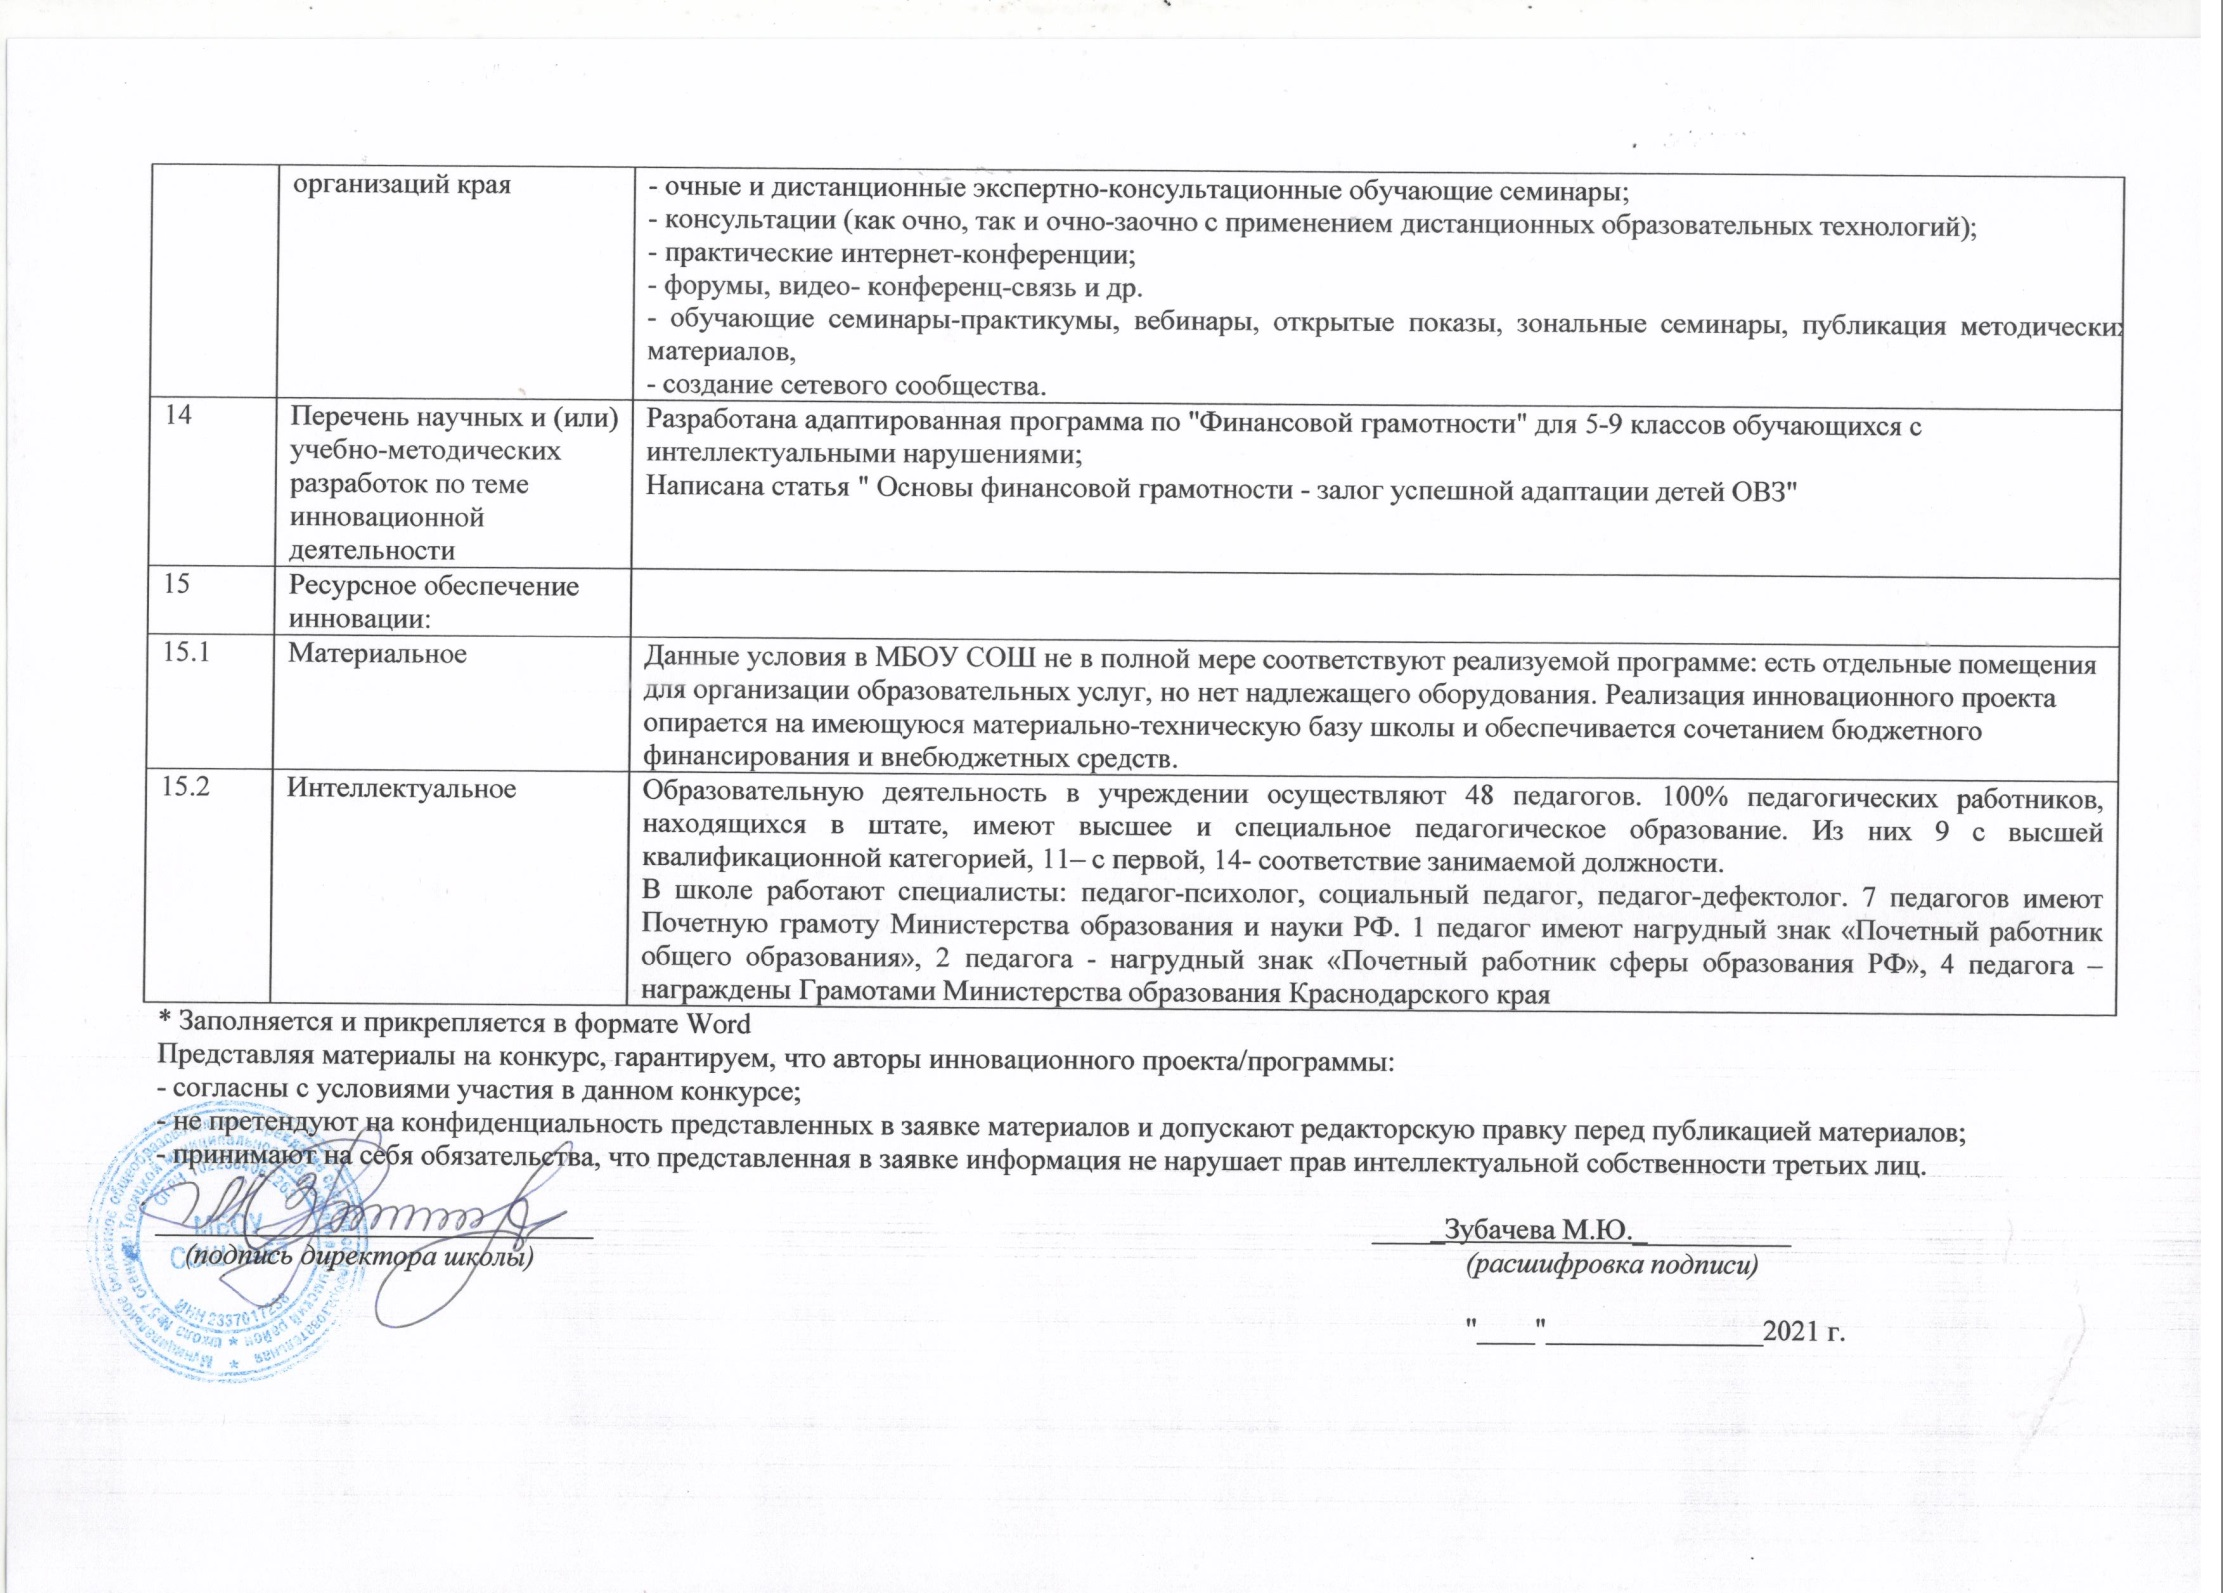 организаций края
- очные и дистанционные экспертно-консультационные обучающие семинары;
- консультации (как очно, так и очно-заочно с применением дистанционных образовательных технологий);
- практические интернет-конференции;
- форумы, видео- конференц-связь и др.
- обучающие семинары-практикумы, вебинары, открытые показы, зональные семинары, публикация методических
материалов,
- создание сетевого сообщества.
14
Перечень научных и (или)
учебно-методических
разработок по теме
инновационной
деятельности
Разработана адаптированная программа по "Финансовой грамотности" для 5-9 классов обучающихся с
интеллектуальными нарушениями;
Написана статья " Основы финансовой грамотности - залог успешной адаптации детей ОВЗ"
15
Ресурсное обеспечение
инновации:
15.1
Материальное
Данные условия в МБОУ СОШ не в полной мере соответствуют реализуемой программе: есть отдельные помещения
для организации образовательных услуг, но нет надлежащего оборудования. Реализация инновационного проекта
опирается на имеющуюся материально-техническую базу школы и обеспечивается сочетанием бюджетного
финансирования и внебюджетных средств.
15.2
Интеллектуальное
Образовательную деятельность в учреждении осуществляют 48 педагогов. 100% педагогических работников,
находящихся в штате, имеют высшее и специальное педагогическое образование. Из них 9 с высшей
квалификационной категорией, 11– с первой, 14- соответствие занимаемой должности.
В школе работают специалисты: педагог-психолог, социальный педагог, педагог-дефектолог. 7 педагогов имеют
Почетную грамоту Министерства образования и науки РФ. 1 педагог имеют нагрудный знак «Почетный работник
общего образования», 2 педагога - нагрудный знак «Почетный работник сферы образования РФ», 4 педагога –
награждены Грамотами Министерства образования Краснодарского края
* Заполняется и прикрепляется в формате Word
Представляя материалы на конкурс, гарантируем, что авторы инновационного проекта/программы:
- согласны с условиями участия в данном конкурсе;
- не претендуют на конфиденциальность представленных в заявке материалов и допускают редакторскую правку перед публикацией материалов;
- принимают на себя обязательства, что представленная в заявке информация не нарушает прав интеллектуальной собственности третьих лиц.
МБОУ
СОШ
ИНН 2337017238
_____Зубачева М.Ю._
(подпись директора школы)
(расшифровка подписи)
"____"_______________2021 г.